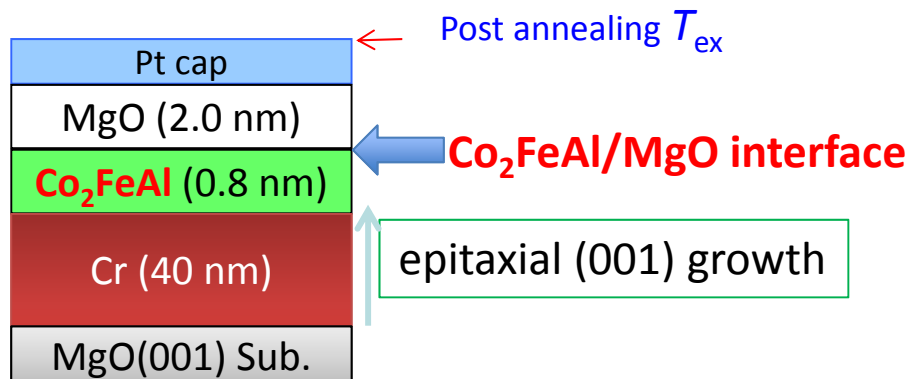 Post annealing Tex
Pt cap
MgO (2.0 nm)
Co2FeAl/MgO interface
Co2FeAl (0.8 nm)
epitaxial (001) growth
Cr (40 nm)
MgO(001) Sub.